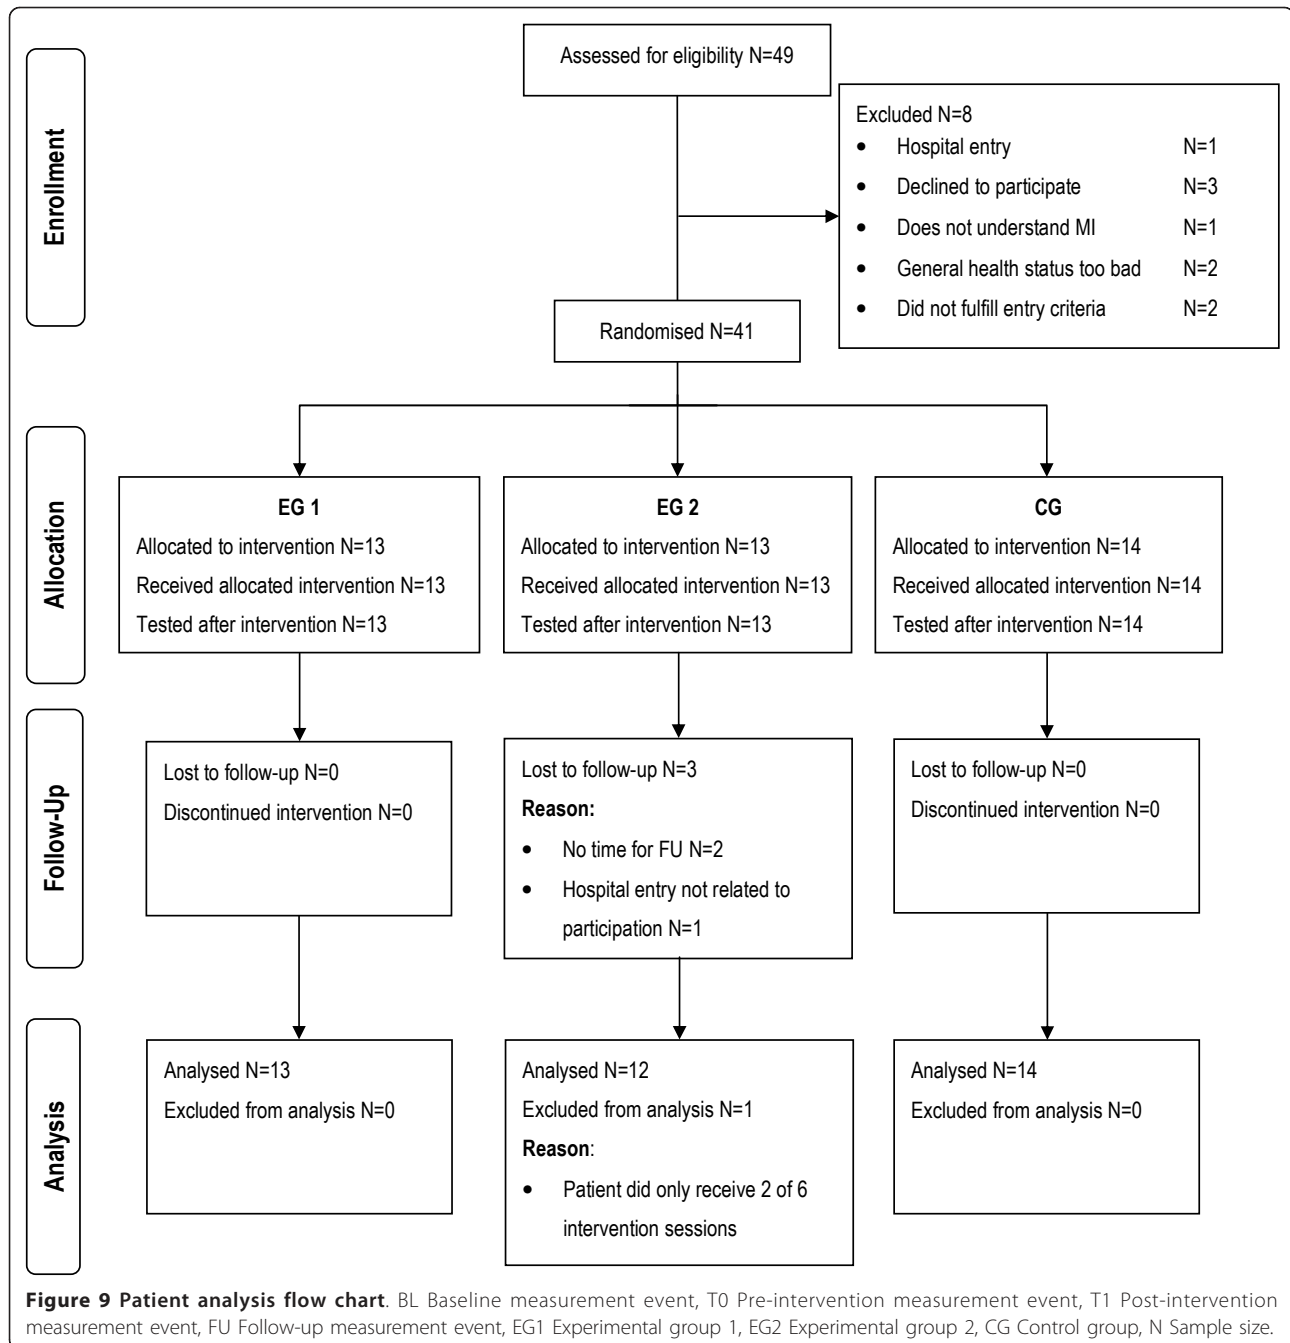 Enrollment
Assessed for eligibility N=49
Excluded N=8
• Hospital entry N=1
• Declined to participate N=3
• Does not understand MI N=1
• General health status too bad N=2
• Did not fulfill entry criteria N=2
Randomised N=41
Allocation
EG 1
Allocated to intervention N=13
Received allocated intervention N=13
Tested after intervention N=13
EG 2
Allocated to intervention N=13
Received allocated intervention N=13
Tested after intervention N=13
CG
Allocated to intervention N=14
Received allocated intervention N=14
Tested after intervention N=14
Follow-Up
Lost to follow-up N=0
Discontinued intervention N=0
Lost to follow-up N=3
Reason:
• No time for FU N=2
• Hospital entry not related to
participation N=1
Lost to follow-up N=0
Discontinued intervention N=0
Analysis
Analysed N=13
Excluded from analysis N=0
Analysed N=12
Excluded from analysis N=1
Reason:
• Patient did only receive 2 of 6
intervention sessions
Analysed N=14
Excluded from analysis N=0
Figure 9 Patient analysis flow chart. BL Baseline measurement event, T0 Pre-intervention measurement event, T1 Post-intervention
measurement event, FU Follow-up measurement event, EG1 Experimental group 1, EG2 Experimental group 2, CG Control group, N Sample size.